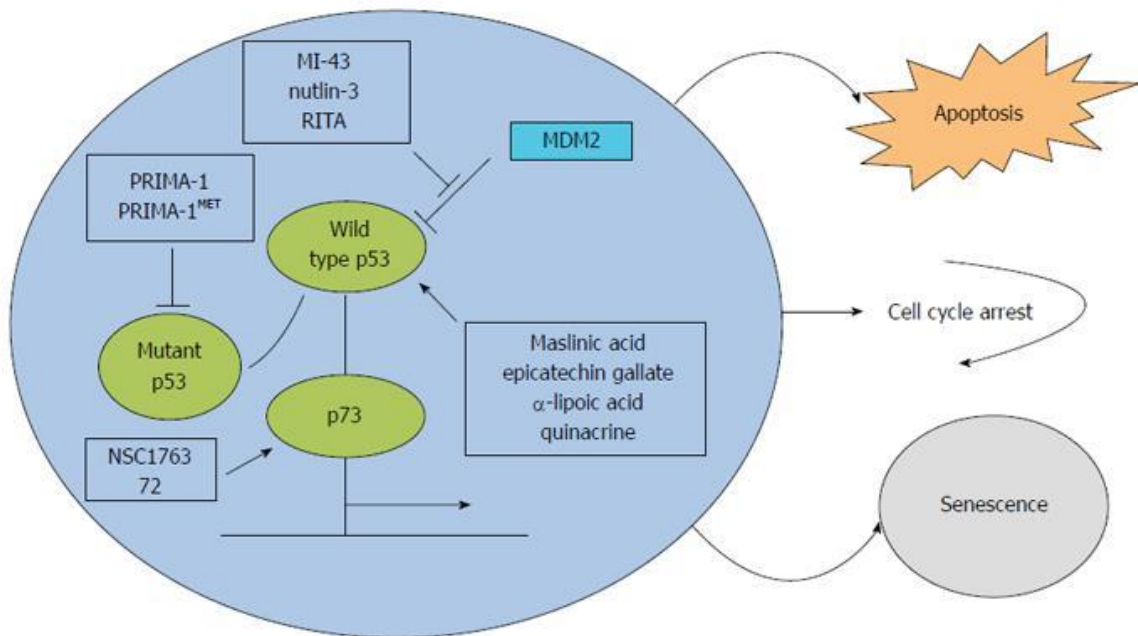 MI-43
nutlin-3
RITA
MDM2
PRIMA-1
PRIMA-1ᴹᴱᵀ
Wild
type p53
Mutant
p53
p73
NSC1763
72
Maslinic acid
epicatechin gallate
α-lipoic acid
quinacrine
Apoptosis
Cell cycle arrest
Senescence